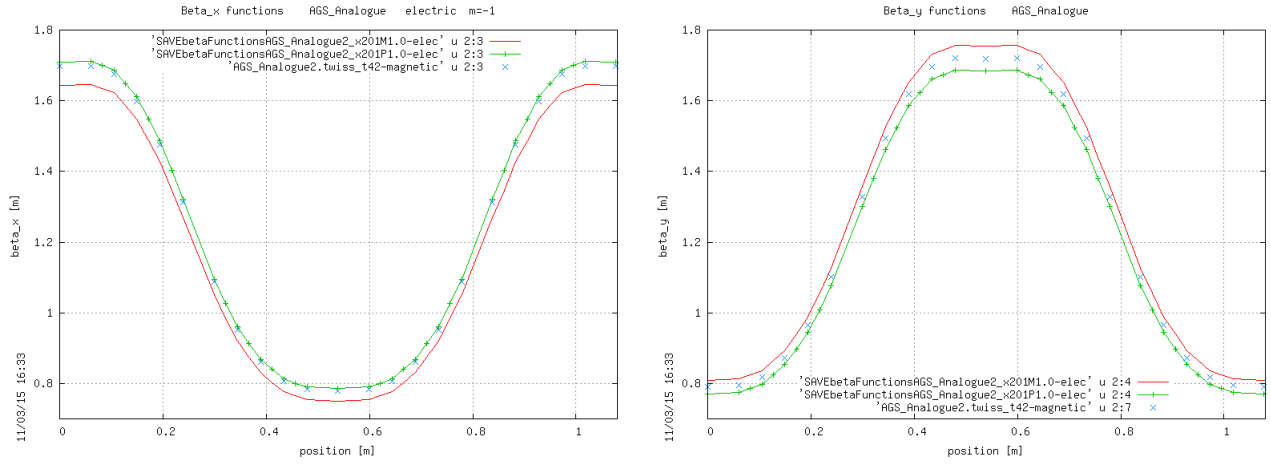 Beta_x functions AGS_Analogue electric m=-1
'SAVEbetaFunctionsAGS_Analogue2_x201M1.0-elec' u 2:3
'SAVEbetaFunctionsAGS_Analogue2_x201P1.0-elec' u 2:3
'AGS_Analogue2.twiss_t42-magnetic' u 2:3
1.8
1.6
1.4
1.2
1
0.8
beta_x [m]
11/03/15 16:33
0 0.2 0.4 0.6 0.8 1
position [m]
Beta_y functions AGS_Analogue
1.8
1.6
1.4
1.2
1
0.8
beta_y [m]
11/03/15 16:33
'SAVEbetaFunctionsAGS_Analogue2_x201M1.0-elec' u 2:4
'SAVEbetaFunctionsAGS_Analogue2_x201P1.0-elec' u 2:4
'AGS_Analogue2.twiss_t42-magnetic' u 2:7
0 0.2 0.4 0.6 0.8 1
position [m]